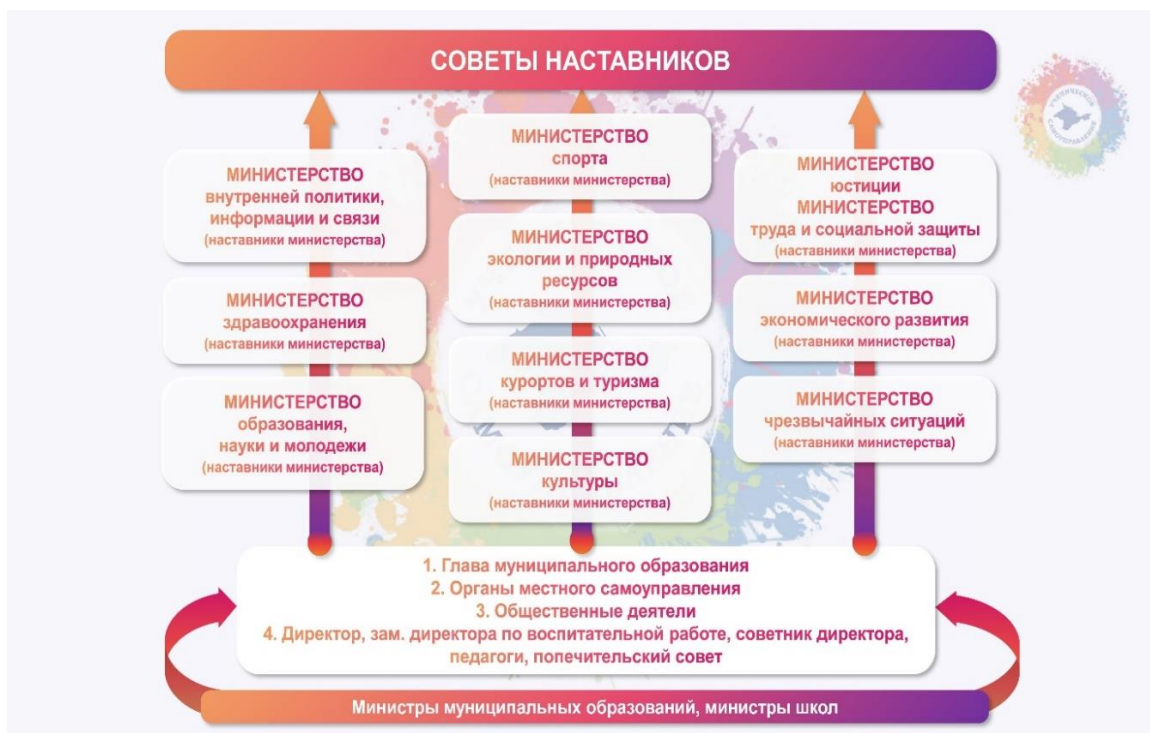 СОВЕТЫ НАСТАВНИКОВ
УЧЕНИЧЕСКОЕ
САМОУПРАВЛЕНИЕ
МИНИСТЕРСТВО
внутренней политики,
информации и связи
(наставники министерства)
МИНИСТЕРСТВО
здравоохранения
(наставники министерства)
МИНИСТЕРСТВО
образования,
науки и молодежи
(наставники министерства)
МИНИСТЕРСТВО
спорта
(наставники министерства)
МИНИСТЕРСТВО
экологии и природных
ресурсов
(наставники министерства)
МИНИСТЕРСТВО
курортов и туризма
(наставники министерства)
МИНИСТЕРСТВО
культуры
(наставники министерства)
МИНИСТЕРСТВО
юстиции
МИНИСТЕРСТВО
труда и социальной защиты
(наставники министерства)
МИНИСТЕРСТВО
экономического развития
(наставники министерства)
МИНИСТЕРСТВО
чрезвычайных ситуаций
(наставники министерства)
1. Глава муниципального образования
2. Органы местного самоуправления
3. Общественные деятели
4. Директор, зам. директора по воспитательной работе, советник директора,
педагоги, попечительский совет
Министры муниципальных образований, министры школ